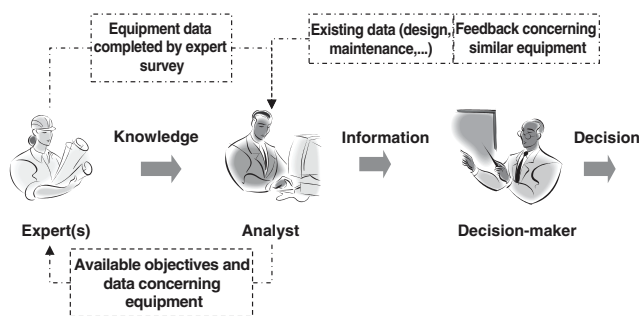 Equipment data
completed by expert
survey
Existing data (design,
maintenance,...)
Feedback concerning
similar equipment
Knowledge
Information
Decision
Expert(s)
Analyst
Decision-maker
Available objectives and
data concerning
equipment